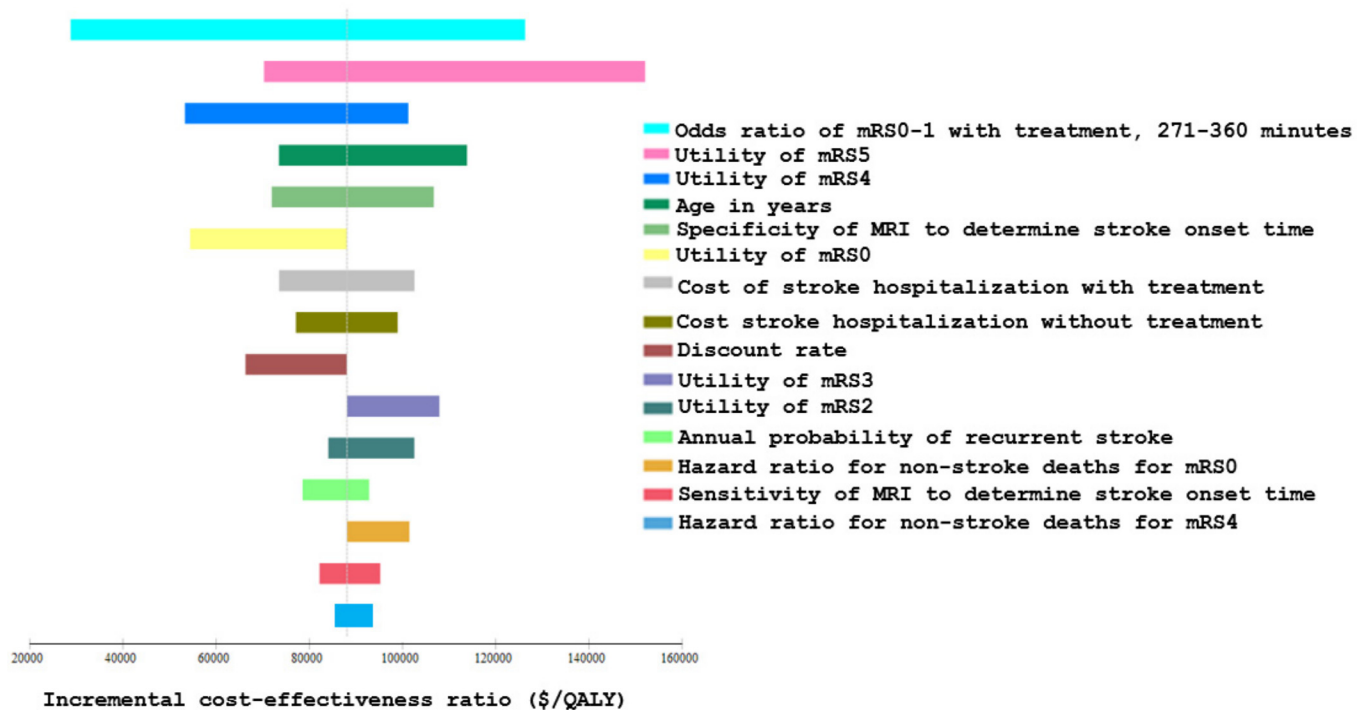 Odds ratio of mRS0-1 with treatment, 271-360 minutes
Utility of mRS5
Utility of mRS4
Age in years
Specificity of MRI to determine stroke onset time
Utility of mRS0
Cost of stroke hospitalization with treatment
Cost stroke hospitalization without treatment
Discount rate
Utility of mRS3
Utility of mRS2
Annual probability of recurrent stroke
Hazard ratio for non-stroke deaths for mRS0
Sensitivity of MRI to determine stroke onset time
Hazard ratio for non-stroke deaths for mRS4
20000 40000 60000 80000 100000 120000 140000 160000
Incremental cost-effectiveness ratio ($/QALY)